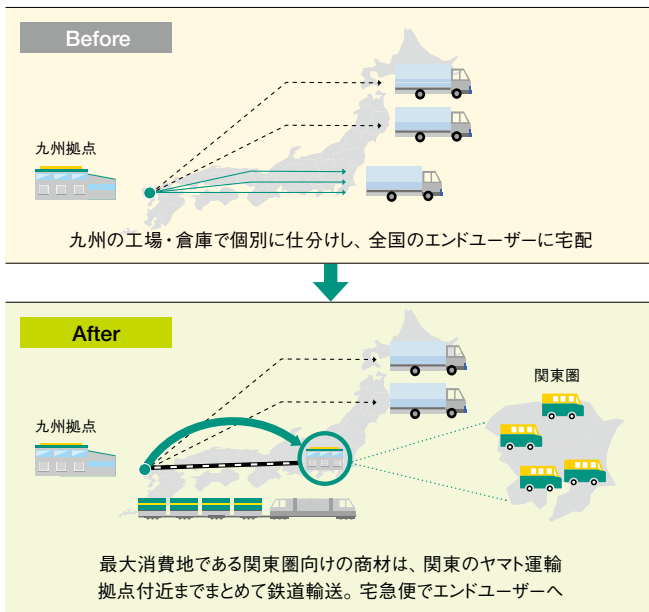 Before
九州拠点
九州の工場・倉庫で個別に仕分けし、全国のエンドユーザーに宅配
After
関東圏
九州拠点
最大消費地である関東圏向けの商材は、関東のヤマト運輸
拠点付近までまとめて鉄道輸送。宅急便でエンドユーザーへ